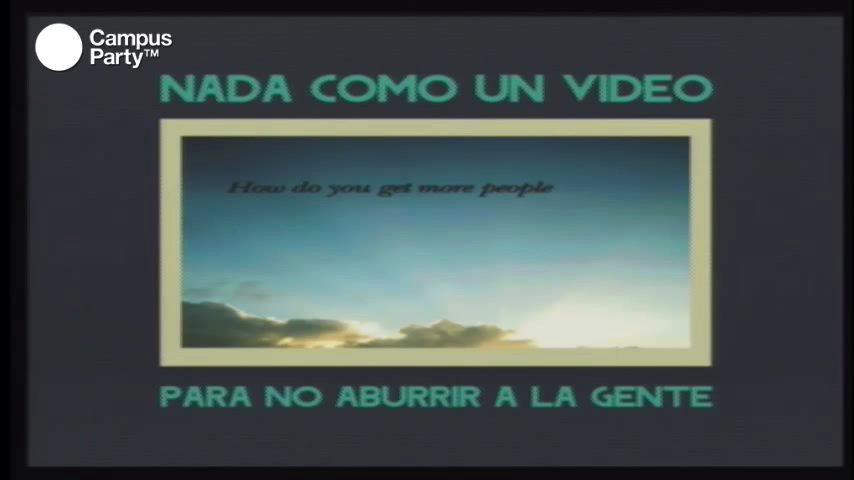 Campus
Party™
NADA COMO UN VIDEO
How do you get more people
PARA NO ABURRIR A LA GENTE